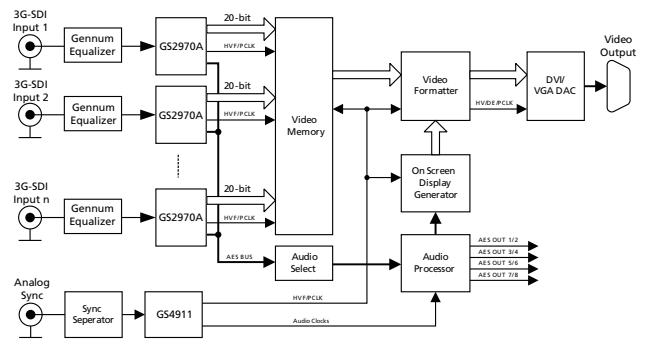 3G-SDI
Input 1
Gennum
Equalizer
GS2970A
20-bit
HVF/PCLK
3G-SDI
Input 2
Gennum
Equalizer
GS2970A
20-bit
HVF/PCLK
3G-SDI
Input n
Gennum
Equalizer
GS2970A
20-bit
HVF/PCLK
AES BUS
Video
Memory
Audio
Select
Video
Formatter
HV/DE/PCLK
DVI/
VGA DAC
Video
Output
On Screen
Display
Generator
Audio
Processor
AES OUT 1/2
AES OUT 3/4
AES OUT 5/6
AES OUT 7/8
Analog
Sync
Sync
Seperator
GS4911
HVF/PCLK
Audio Clocks